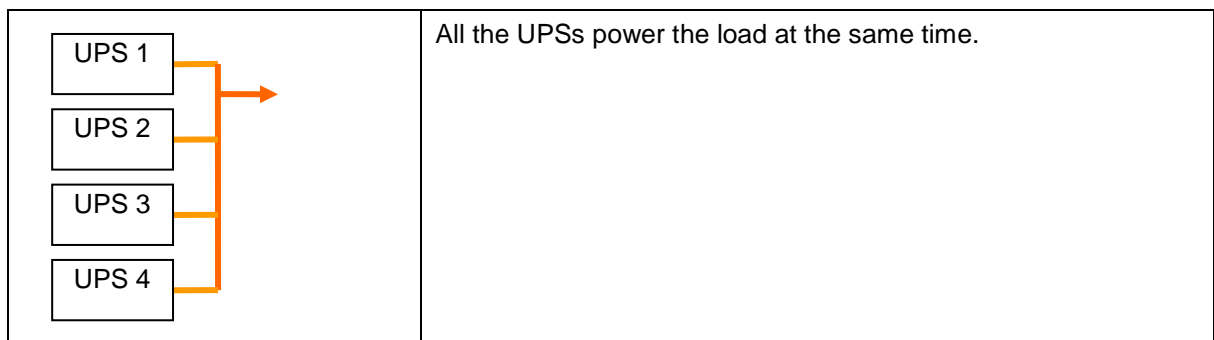 UPS 1
UPS 2
UPS 3
UPS 4
All the UPSs power the load at the same time.